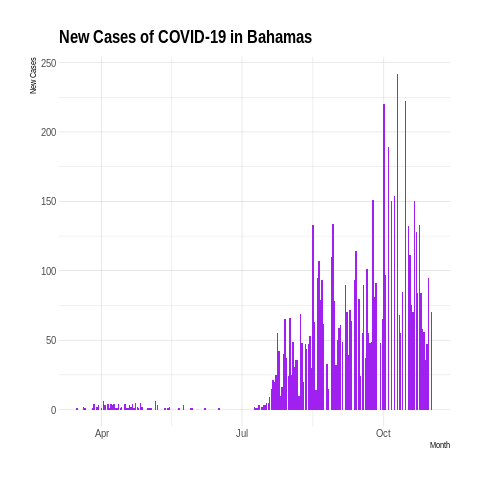 New Cases of COVID-19 in Bahamas
New Cases
250
200
150
100
50
0
Apr
Jul
Oct
Month